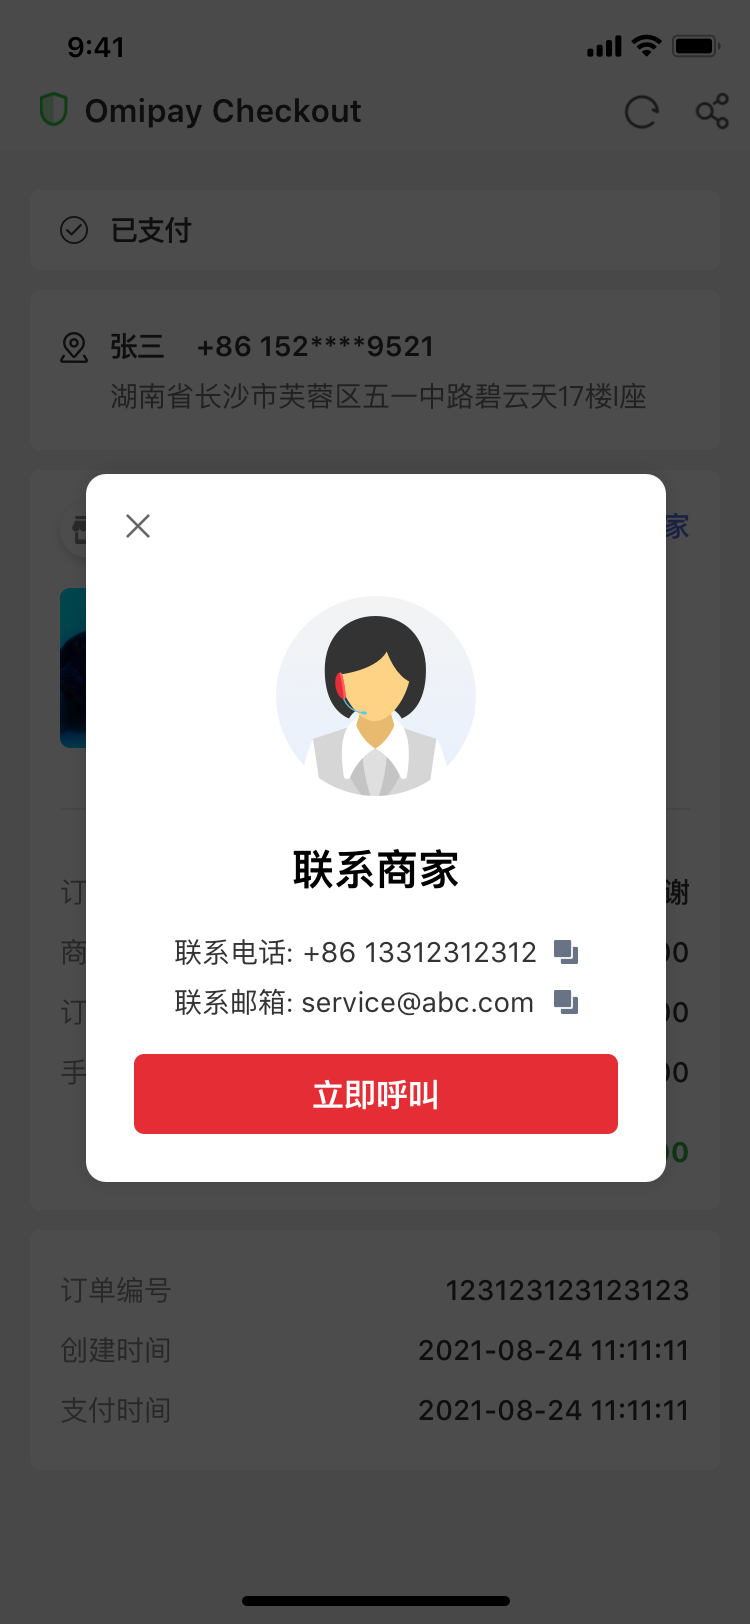 9:41
Omipay Checkout
已支付
张三 +86 152****9521
湖南省长沙市芙蓉区五一中路碧云天17楼I座
家
联系商家
订
谢
商
联系电话: +86 13312312312
00
订
联系邮箱: service@abc.com
00
手
立即呼叫
00
00
订单编号 123123123123123
创建时间 2021-08-24 11:11:11
支付时间 2021-08-24 11:11:11